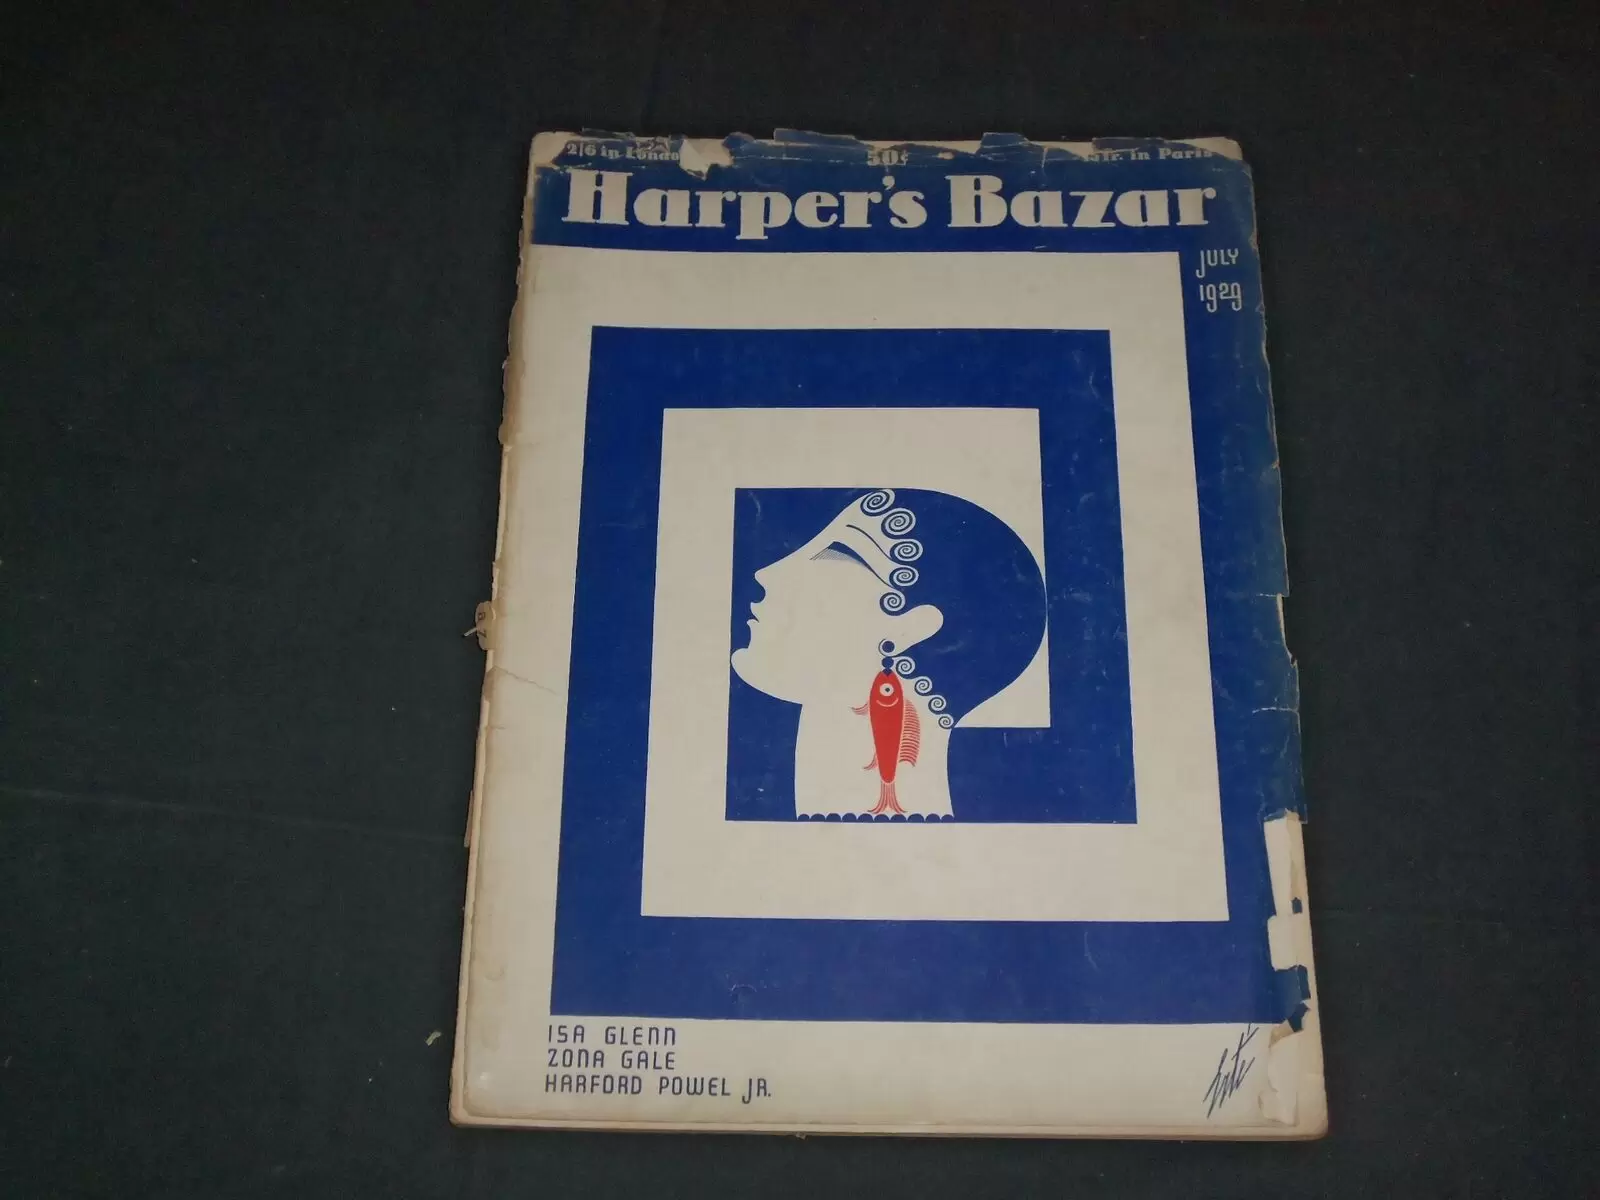 2/6 in London
50¢
fr. in Paris
Harper's Bazar
JULY
1929
ISA GLENN
ZONA GALE
HARFORD POWEL JR.
Erté